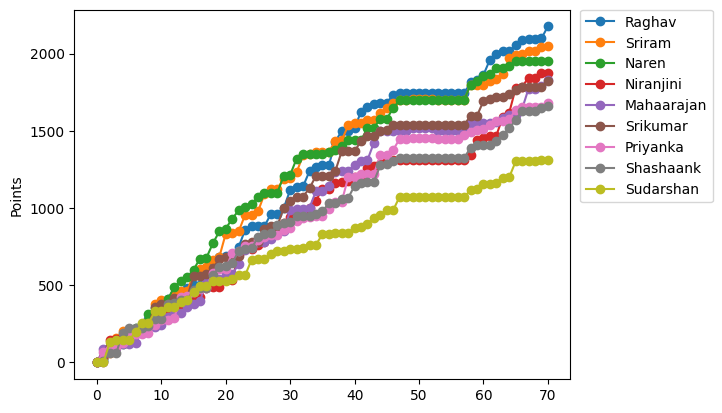 2000
1500
1000
500
0
Points
0 10 20 30 40 50 60 70
Raghav
Sriram
Naren
Niranjini
Mahaarajan
Srikumar
Priyanka
Shashaank
Sudarshan